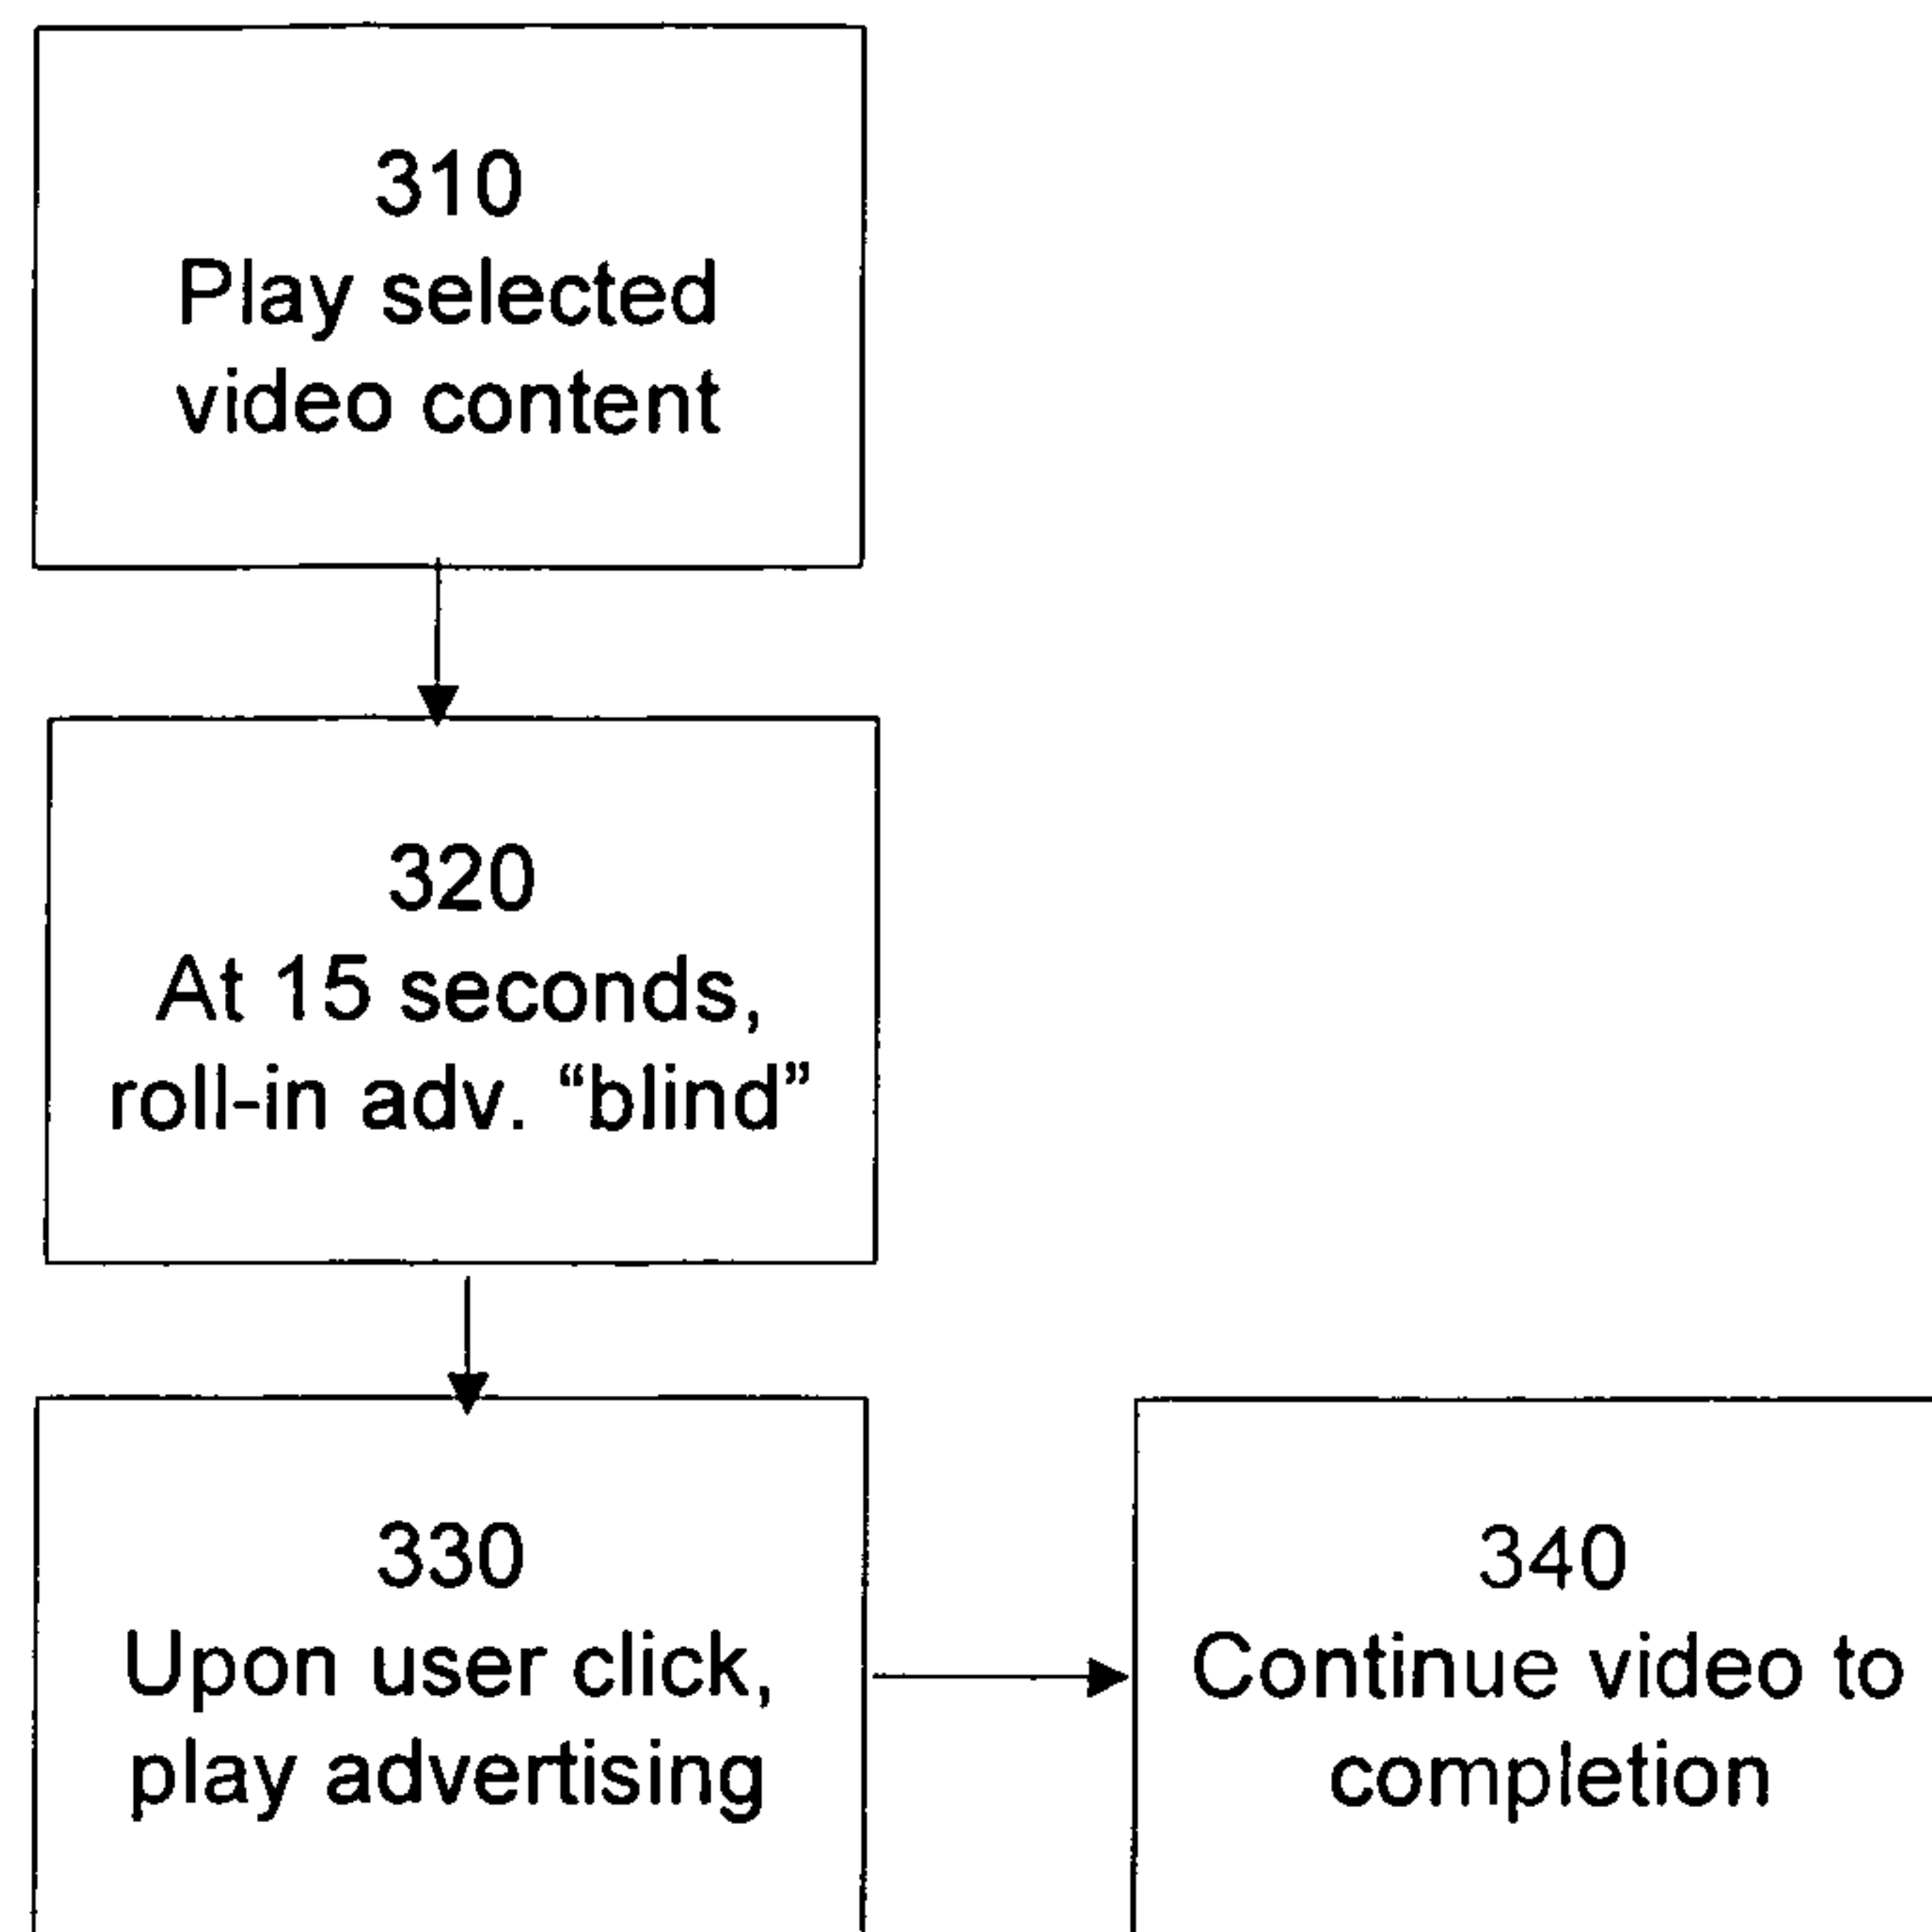 310
Play selected
video content
320
At 15 seconds,
roll-in adv. “blind”
330
Upon user click,
play advertising
340
Continue video to
completion